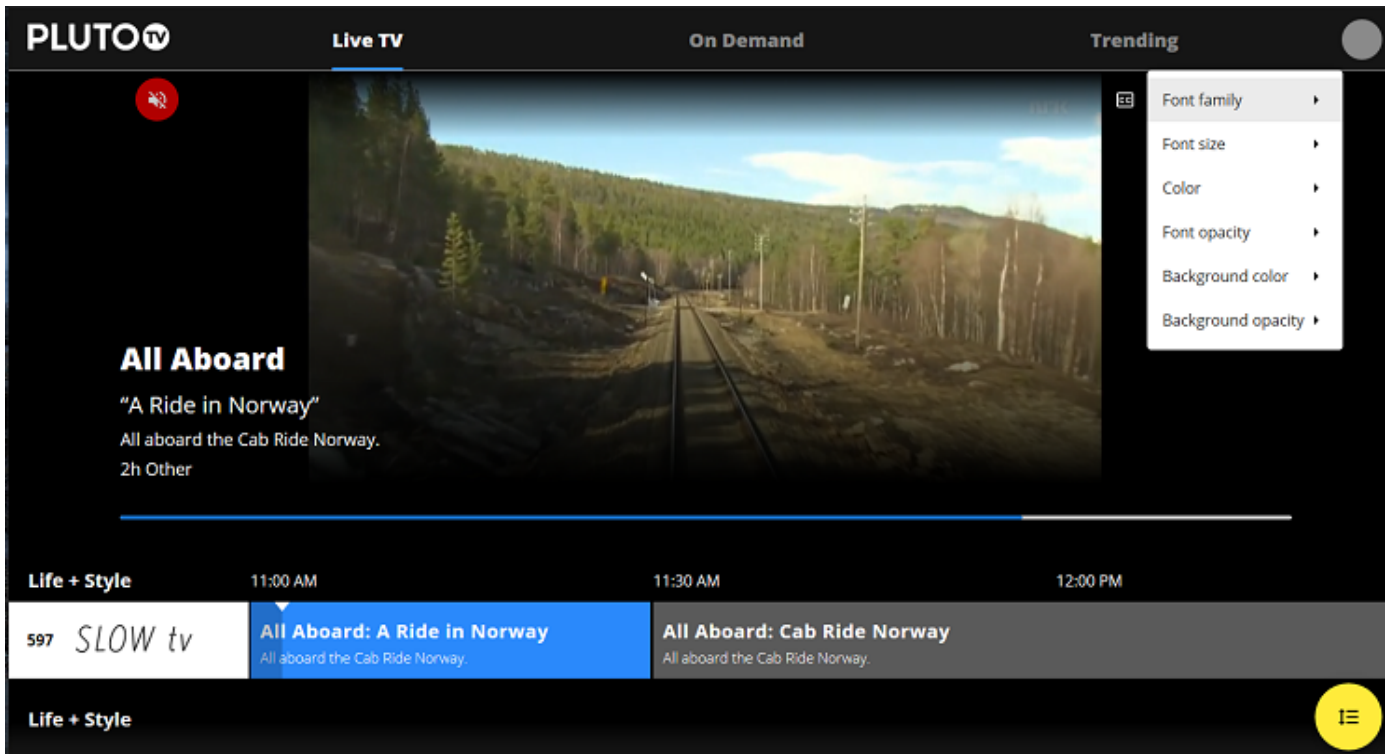 PLUTO TV
Live TV
On Demand
Trending
Font family
Font size
Color
Font opacity
Background color
Background opacity
All Aboard
“A Ride in Norway”
All aboard the Cab Ride Norway.
2h Other
Life + Style
11:00 AM
11:30 AM
12:00 PM
597
SLOW tv
All Aboard: A Ride in Norway
All aboard the Cab Ride Norway.
All Aboard: Cab Ride Norway
All aboard the Cab Ride Norway.
Life + Style